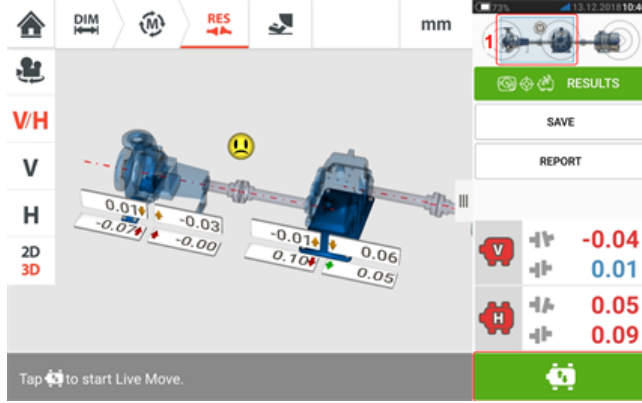 DIM
M
RES
mm
73%
13.12.2018 10:4
1
RESULTS
SAVE
REPORT
V/H
V
H
2D
3D
0.01
-0.03
-0.07
-0.00
-0.01
0.06
0.10
0.05
V
-0.04
0.01
H
0.05
0.09
Tap to start Live Move.